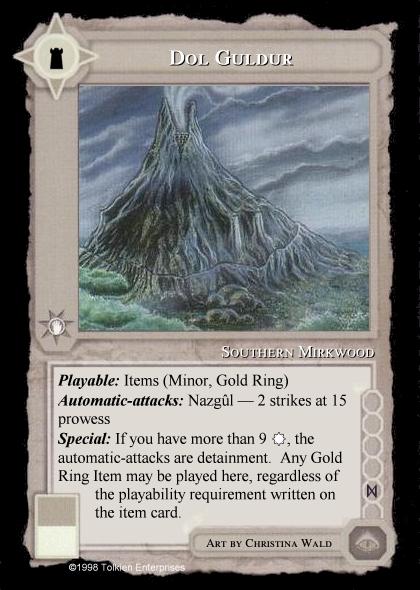 Dol Guldur
Southern Mirkwood
Playable: Items (Minor, Gold Ring)
Automatic-attacks: Nazgûl — 2 strikes at 15
prowess
Special: If you have more than 9 , the
automatic-attacks are detainment. Any Gold
Ring Item may be played here, regardless of
the playability requirement written on
the item card.
Art by Christina Wald
©1998 Tolkien Enterprises